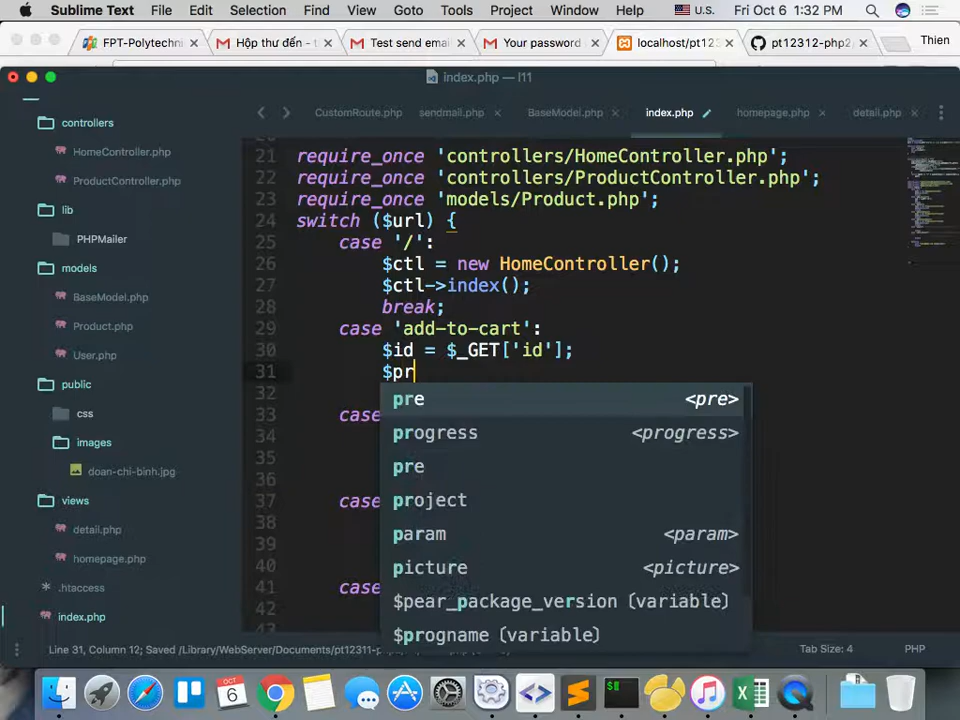 Sublime Text File Edit Selection Find View Goto Tools Project Window Help U.S. Fri Oct 6 1:32 PM
FPT-Polytechni × Hộp thư đến - t × Test send emai × Your password × localhost/pt123 × pt12312-php2/ × Thien
index.php — l11
CustomRoute.php sendmail.php × BaseModel.php × index.php homepage.php × detail.php ×
controllers
HomeController.php
ProductController.php
lib
PHPMailer
models
BaseModel.php
Product.php
User.php
public
css
images
doan-chi-binh.jpg
views
detail.php
homepage.php
.htaccess
index.php
21 require_once 'controllers/HomeController.php';
22 require_once 'controllers/ProductController.php';
23 require_once 'models/Product.php';
24 switch ($url) {
25 case '/':
26 $ctl = new HomeController();
27 $ctl->index();
28 break;
29 case 'add-to-cart':
30 $id = $_GET['id'];
31 $pr
32
33 case
34
35
36
37 case
38
39
40
41 case
42
43
pre <pre>
progress <progress>
pre
project
param <param>
picture <picture>
$pear_package_version (variable)
$progname (variable)
Line 31, Column 12; Saved /Library/WebServer/Documents/pt12311-p Tab Size: 4 PHP
OCT
6